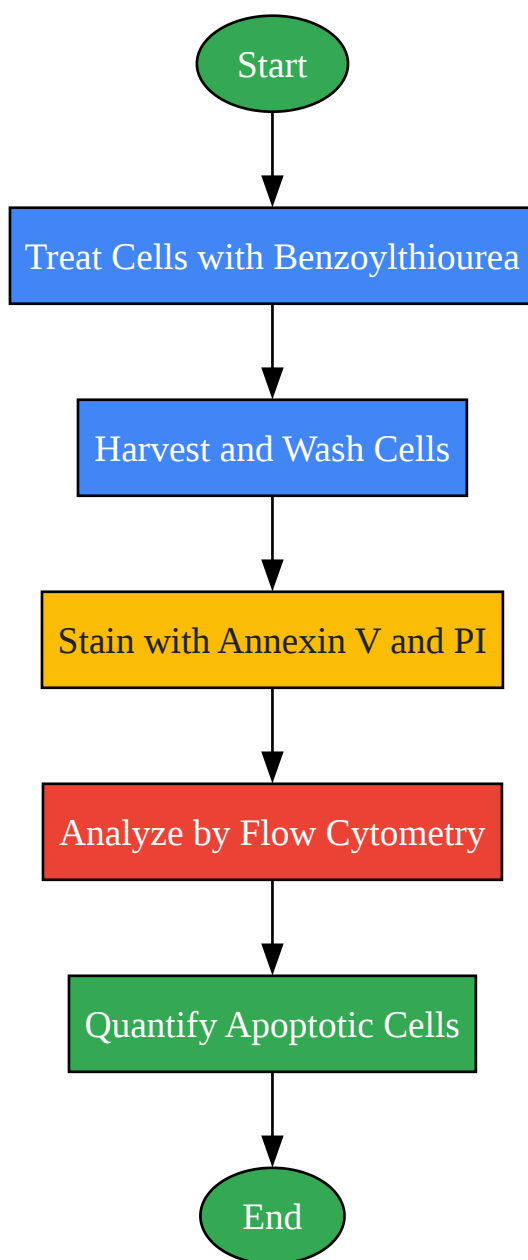 Start
Treat Cells with Benzoylthiourea
Harvest and Wash Cells
Stain with Annexin V and PI
Analyze by Flow Cytometry
Quantify Apoptotic Cells
End